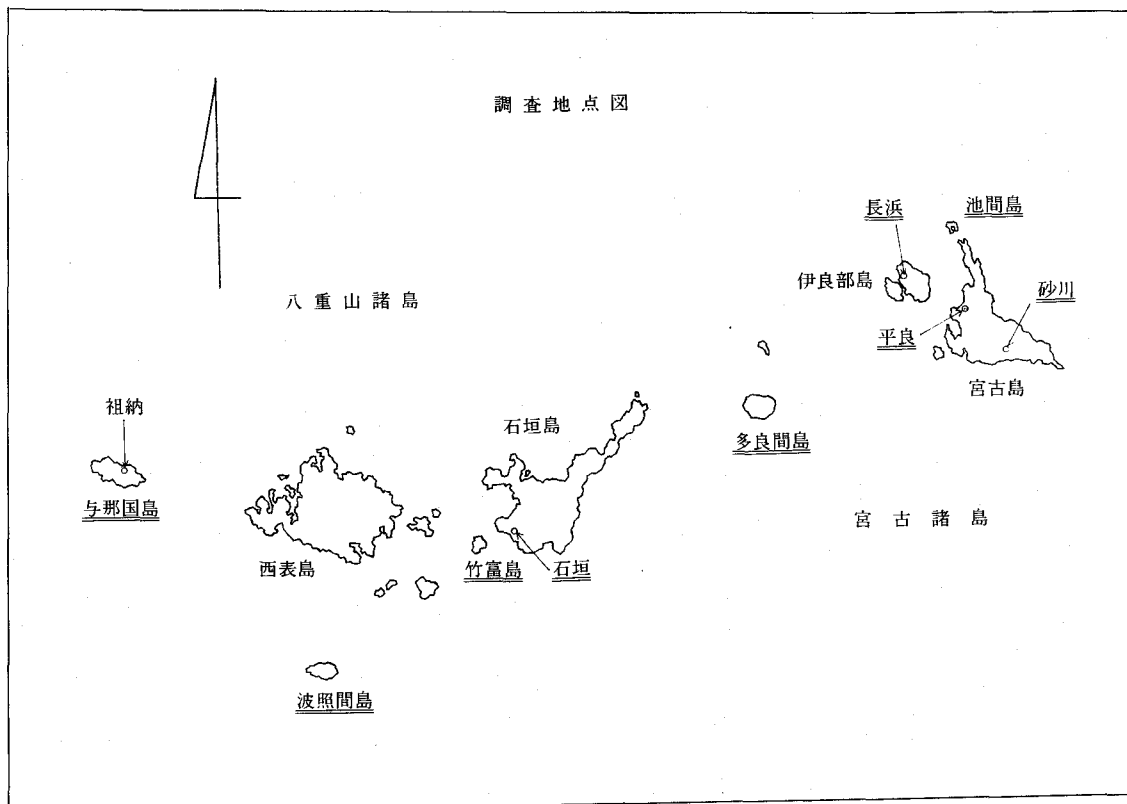 調査地点図
長浜
池間島
伊良部島
砂川
八重山諸島
平良
宮古島
祖納
石垣島
多良間島
与那国島
宮古諸島
西表島
竹富島
石垣
波照間島